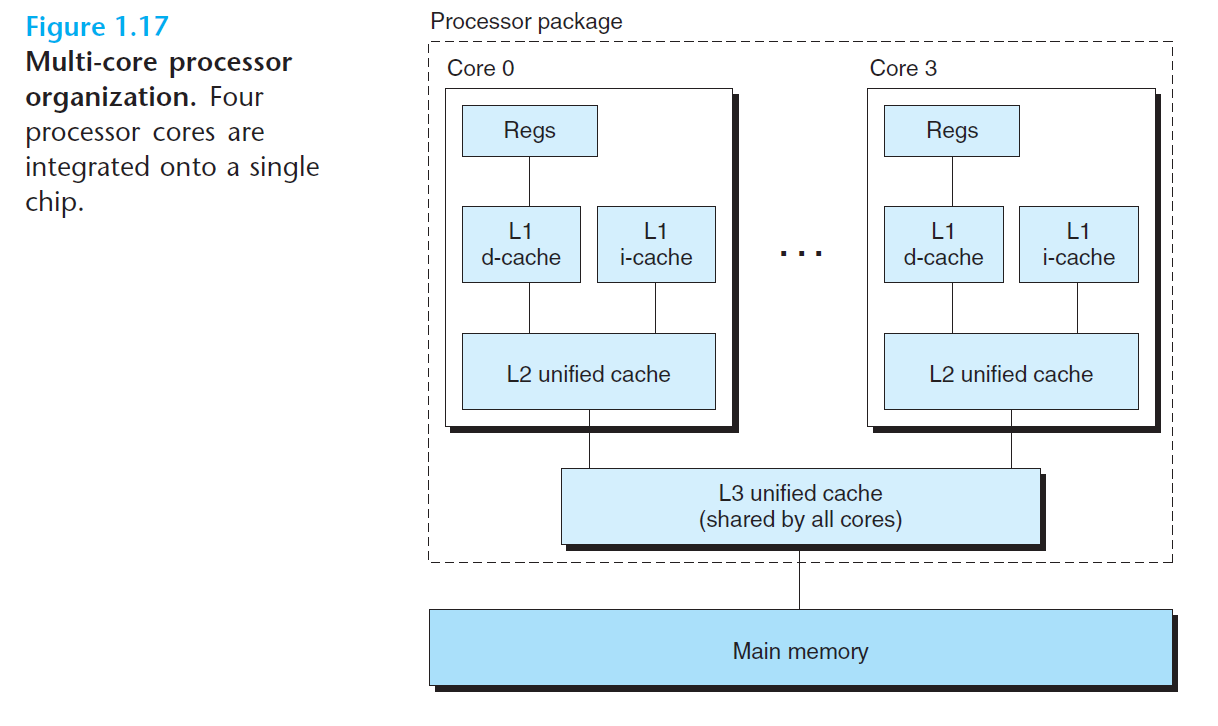 Figure 1.17
Multi-core processor
organization. Four
processor cores are
integrated onto a single
chip.
Processor package
Core 0
Core 3
Regs
Regs
L1
d-cache
L1
i-cache
. . .
L1
d-cache
L1
i-cache
L2 unified cache
L2 unified cache
L3 unified cache
(shared by all cores)
Main memory